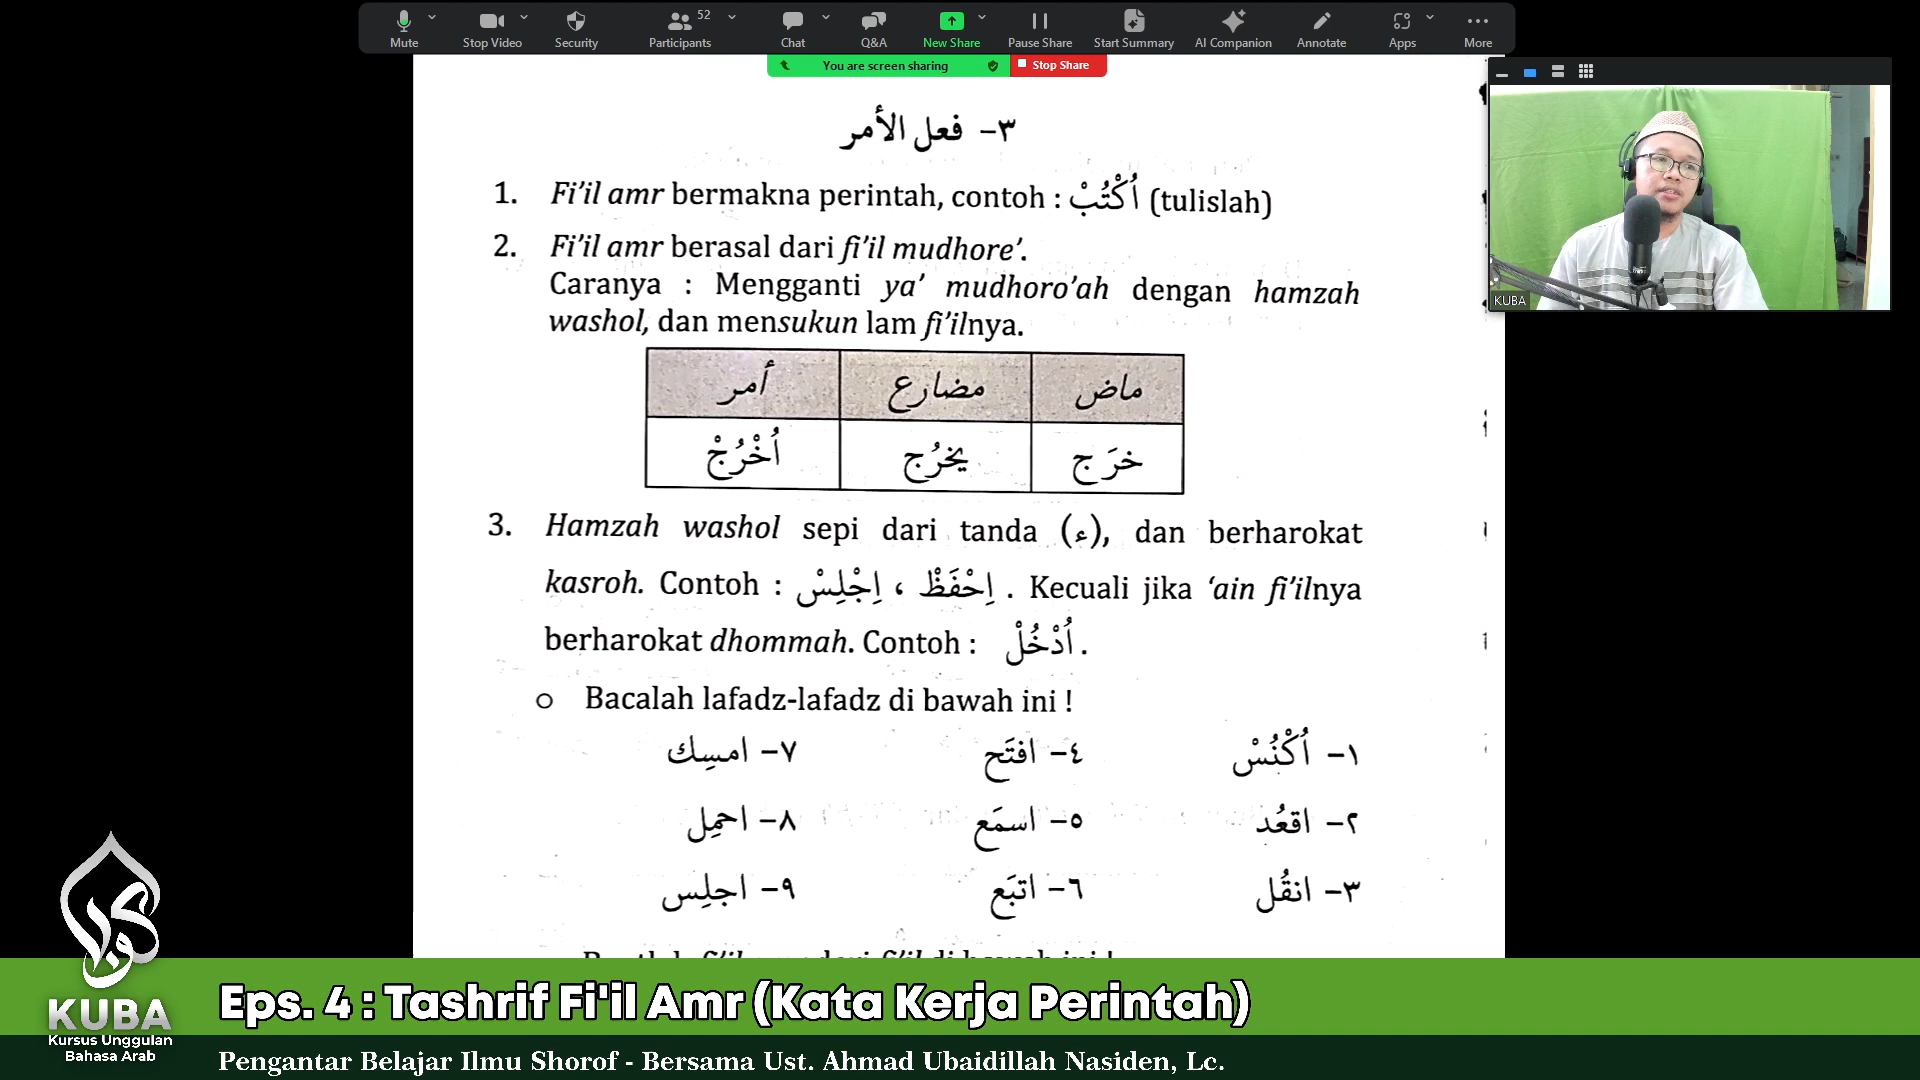 Mute
Stop Video
Security
Participants
52
Chat
Q&A
New Share
Pause Share
Start Summary
AI Companion
Annotate
Apps
More
You are screen sharing
Stop Share
KUBA
٣- فعل الأمر
1. Fi'il amr bermakna perintah, contoh : اُكْتُبْ (tulislah)
2. Fi'il amr berasal dari fi'il mudhore'.
Caranya : Mengganti ya' mudhoro'ah dengan hamzah
washol, dan mensukun lam fi'ilnya.
ماض مضارع أمر
خرَج يخرُج اُخْرُجْ
3. Hamzah washol sepi dari tanda (ء), dan berharokat
kasroh. Contoh : اِحْفَظْ ، اِجْلِسْ . Kecuali jika 'ain fi'ilnya
berharokat dhommah. Contoh : اُدْخُلْ .
o Bacalah lafadz-lafadz di bawah ini !
١- اُكْنُسْ ٤- افتَح ٧- امسِك
٢- اقعُد ٥- اسمَع ٨- احمِل
٣- انقُل ٦- اتبَع ٩- اجلِس
KUBA
Kursus Unggulan
Bahasa Arab
Eps. 4 : Tashrif Fi'il Amr (Kata Kerja Perintah)
Pengantar Belajar Ilmu Shorof - Bersama Ust. Ahmad Ubaidillah Nasiden, Lc.